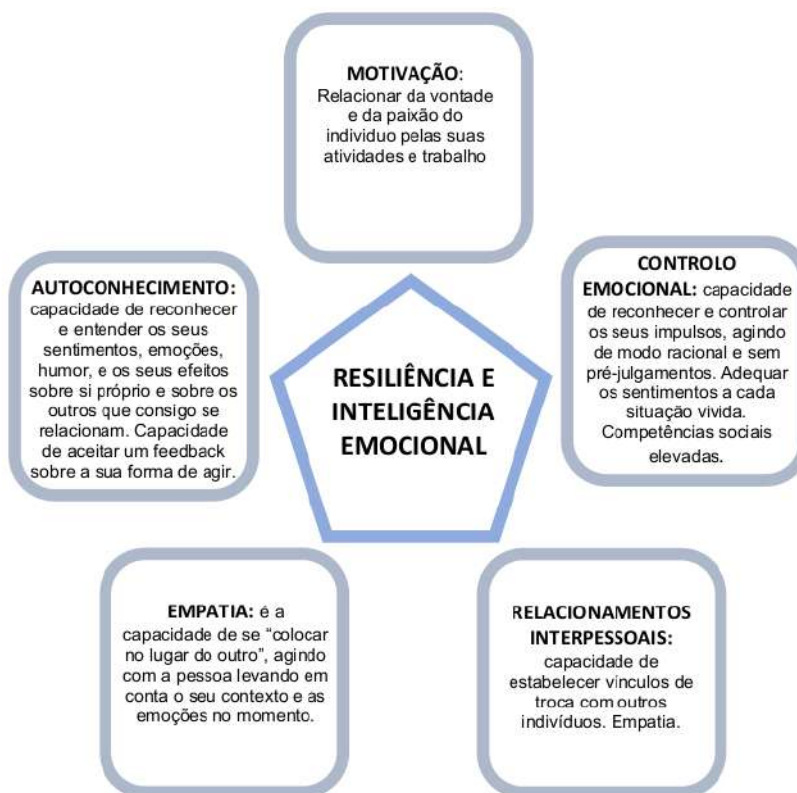 MOTIVAÇÃO:
Relacionar da vontade
e da paixão do
individuo pelas suas
atividades e trabalho
AUTOCONHECIMENTO:
capacidade de reconhecer
e entender os seus
sentimentos, emoções,
humor, e os seus efeitos
sobre si próprio e sobre os
outros que consigo se
relacionam. Capacidade
de aceitar um feedback
sobre a sua forma de agir.
RESILIÊNCIA E
INTELIGÊNCIA
EMOCIONAL
CONTROLO
EMOCIONAL: capacidade
de reconhecer e controlar
os seus impulsos, agindo
de modo racional e sem
pré-julgamentos. Adequar
os sentimentos a cada
situação vivida.
Competências sociais
elevadas.
EMPATIA: é a
capacidade de se “colocar
no lugar do outro”, agindo
com a pessoa levando em
conta o seu contexto e as
emoções no momento.
RELACIONAMENTOS
INTERPESSOAIS:
capacidade de
estabelecer vínculos de
troca com outros
indivíduos. Empatia.